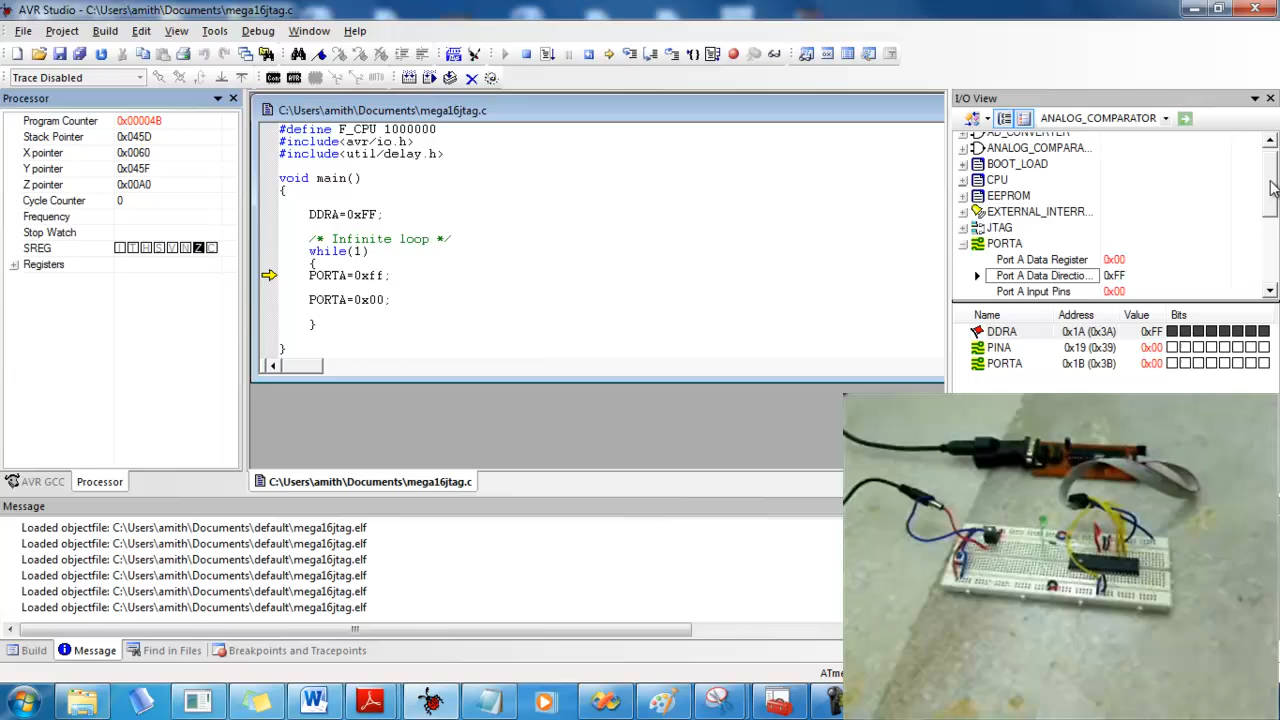 AVR Studio - C:\Users\amith\Documents\mega16jtag.c
File Project Build Edit View Tools Debug Window Help
Trace Disabled
Processor
Program Counter 0x00004B
Stack Pointer 0x045D
X pointer 0x0060
Y pointer 0x045F
Z pointer 0x00A0
Cycle Counter 0
Frequency
Stop Watch
SREG I T H S V N Z C
Registers
AVR GCC Processor
C:\Users\amith\Documents\mega16jtag.c
#define F_CPU 1000000
#include<avr/io.h>
#include<util/delay.h>
void main()
{
DDRA=0xFF;
/* Infinite loop */
while(1)
{
PORTA=0xff;
PORTA=0x00;
}
}
C:\Users\amith\Documents\mega16jtag.c
I/O View
ANALOG_COMPARATOR
AD_CONVERTER
ANALOG_COMPARA...
BOOT_LOAD
CPU
EEPROM
EXTERNAL_INTERR...
JTAG
PORTA
Port A Data Register 0x00
Port A Data Directio... 0xFF
Port A Input Pins 0x00
Name Address Value Bits
DDRA 0x1A (0x3A) 0xFF
PINA 0x19 (0x39) 0x00
PORTA 0x1B (0x3B) 0x00
Message
Loaded objectfile: C:\Users\amith\Documents\default\mega16jtag.elf
Loaded objectfile: C:\Users\amith\Documents\default\mega16jtag.elf
Loaded objectfile: C:\Users\amith\Documents\default\mega16jtag.elf
Loaded objectfile: C:\Users\amith\Documents\default\mega16jtag.elf
Loaded objectfile: C:\Users\amith\Documents\default\mega16jtag.elf
Loaded objectfile: C:\Users\amith\Documents\default\mega16jtag.elf
Build Message Find in Files Breakpoints and Tracepoints
ATme